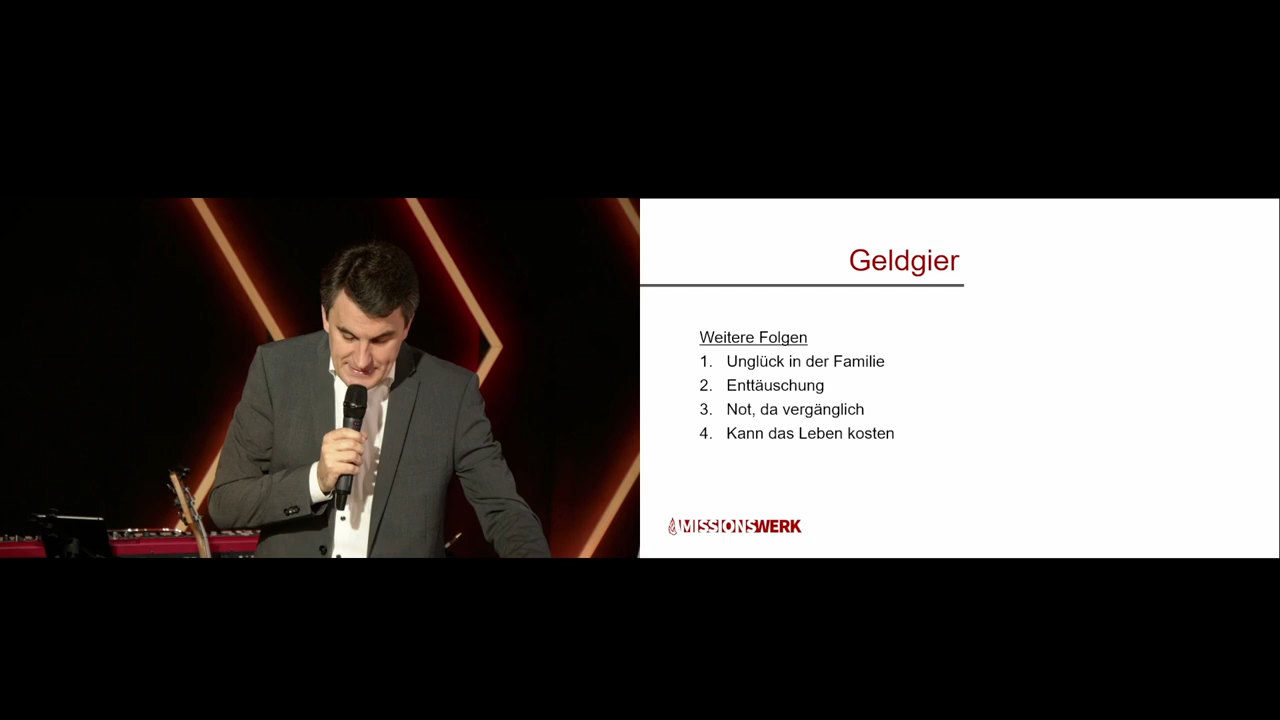 Geldgier
Weitere Folgen
1. Unglück in der Familie
2. Enttäuschung
3. Not, da vergänglich
4. Kann das Leben kosten
MISSIONSWERK